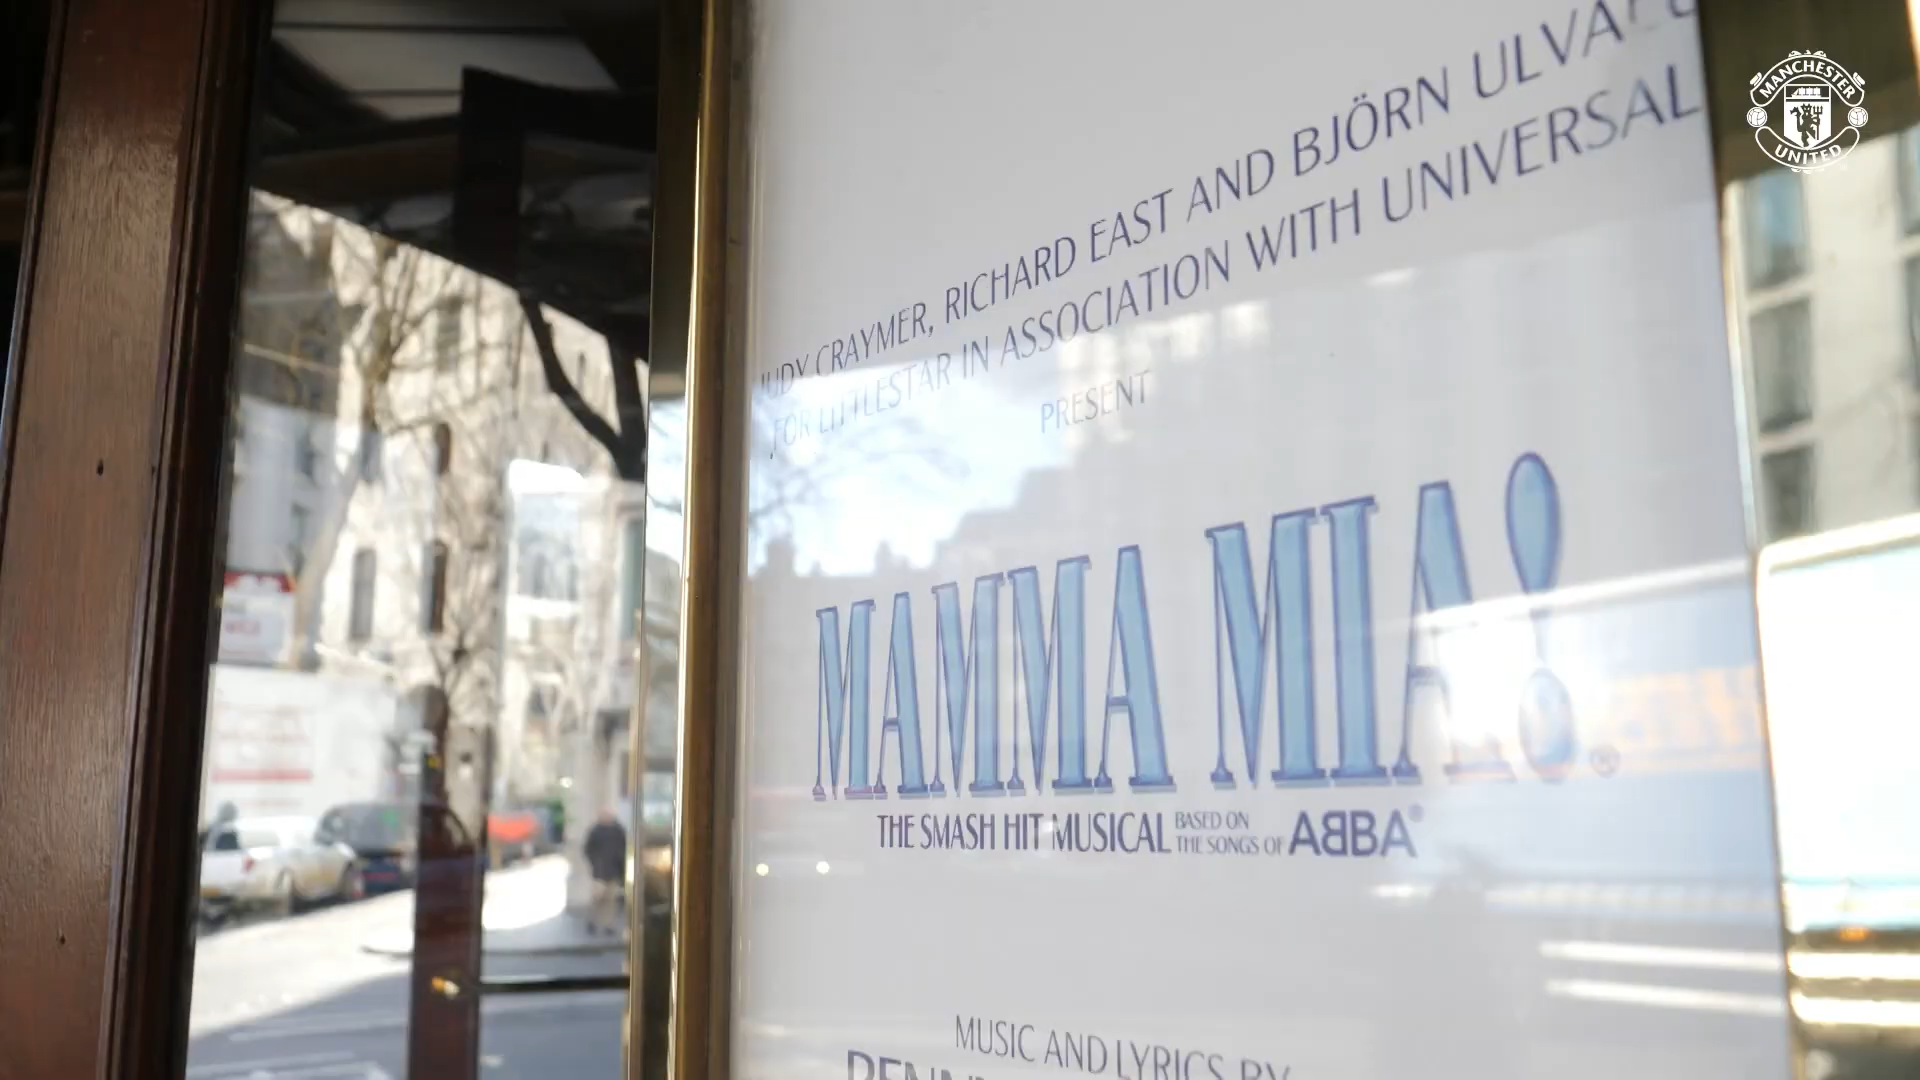 JUDY CRAYMER, RICHARD EAST AND BJÖRN
FOR LITTLESTAR IN ASSOCIATION WITH UNIVERSAL
PRESENT
MAMMA MIA!®
THE SMASH HIT MUSICAL BASED ON THE SONGS OF ABBA®
MUSIC AND LYRICS BY
MANCHESTER
UNITED